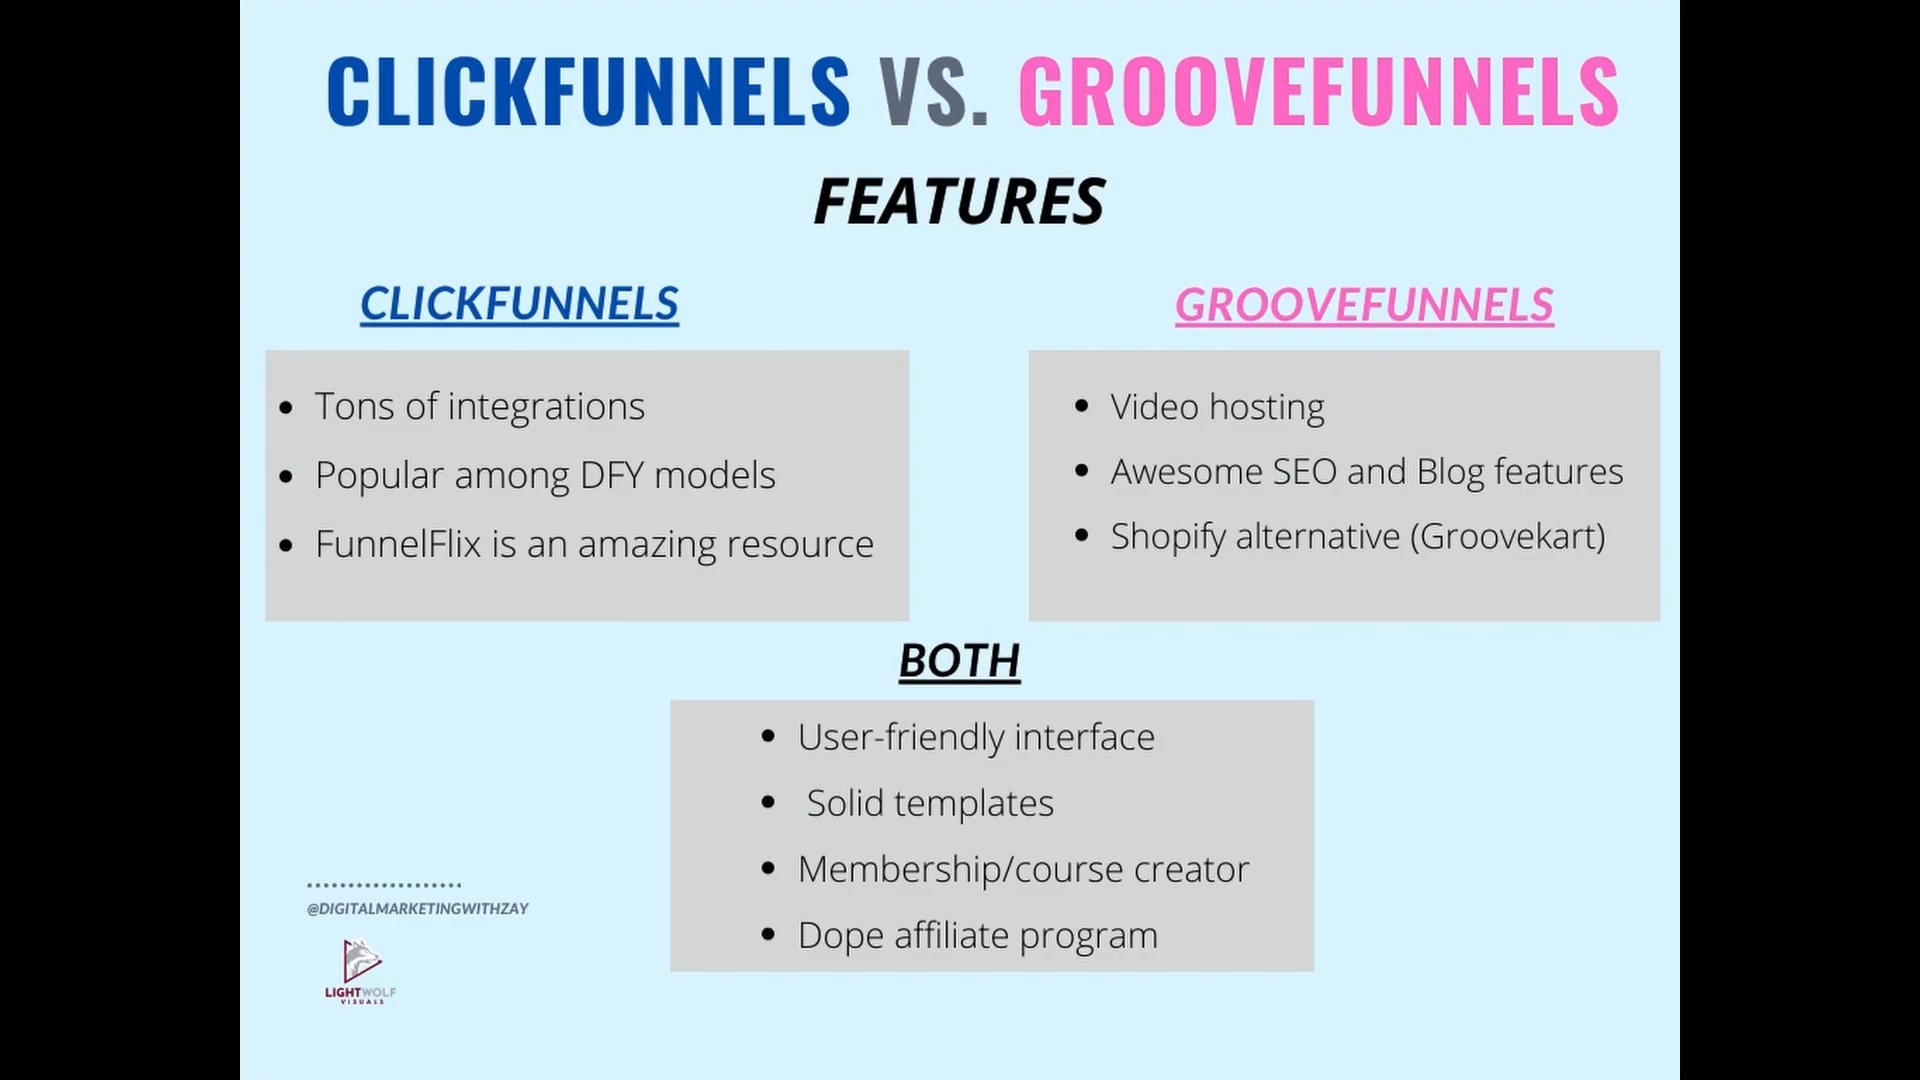 CLICKFUNNELS VS. GROOVEFUNNELS
FEATURES
CLICKFUNNELS
• Tons of integrations
• Popular among DFY models
• FunnelFlix is an amazing resource
GROOVEFUNNELS
• Video hosting
• Awesome SEO and Blog features
• Shopify alternative (Groovekart)
BOTH
• User-friendly interface
• Solid templates
• Membership/course creator
• Dope affiliate program
@DIGITALMARKETINGWITHZAY
LIGHTWOLF
VISUALS